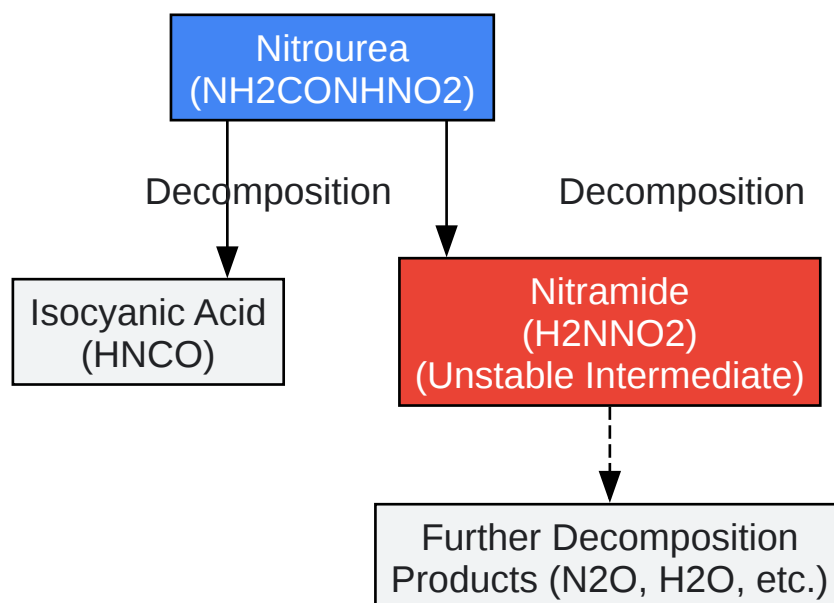 Nitrourea
(NH2CONHNO2)
Decomposition
Decomposition
Isocyanic Acid
(HNCO)
Nitramide
(H2NNO2)
(Unstable Intermediate)
Further Decomposition
Products (N2O, H2O, etc.)